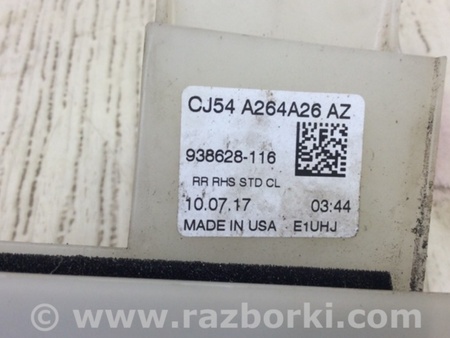 CJ54 A264A26 AZ
938628-116
RR RHS STD CL
10.07.17 03:44
MADE IN USA E1UHJ
© www.razborki.com